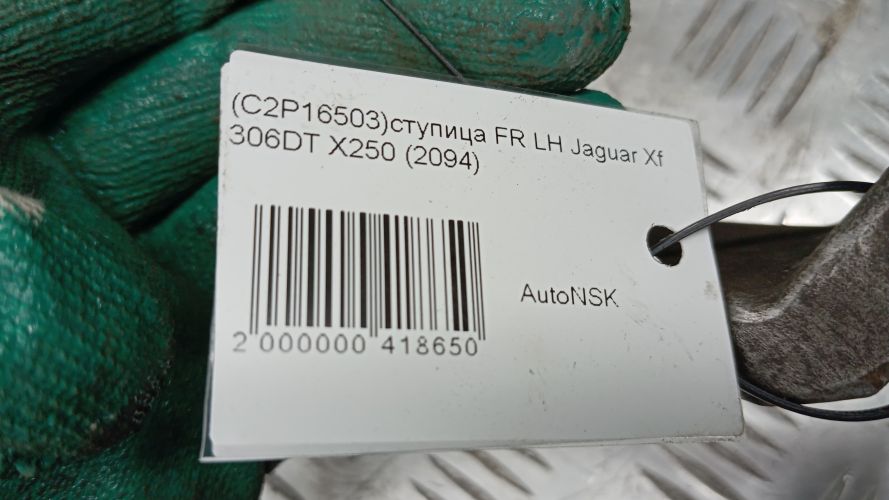 (C2P16503)ступица FR LH Jaguar Xf
306DT X250 (2094)
AutoNSK
2 000000 418650